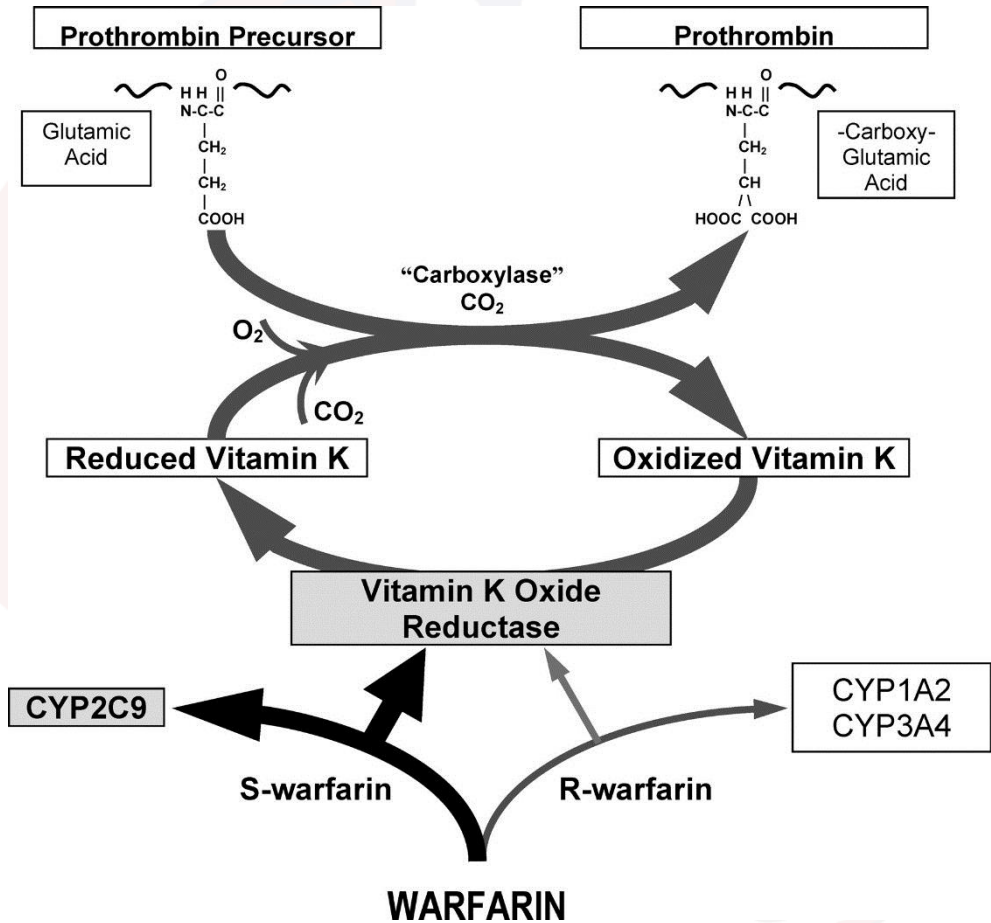 Prothrombin Precursor
Prothrombin
O
H H ||
N-C-C
|
CH₂
|
CH₂
|
COOH
Glutamic
Acid
O
H H ||
N-C-C
|
CH₂
|
CH
/ \
HOOC COOH
-Carboxy-
Glutamic
Acid
“Carboxylase”
CO₂
O₂
CO₂
Reduced Vitamin K
Oxidized Vitamin K
Vitamin K Oxide
Reductase
CYP2C9
CYP1A2
CYP3A4
S-warfarin
R-warfarin
WARFARIN